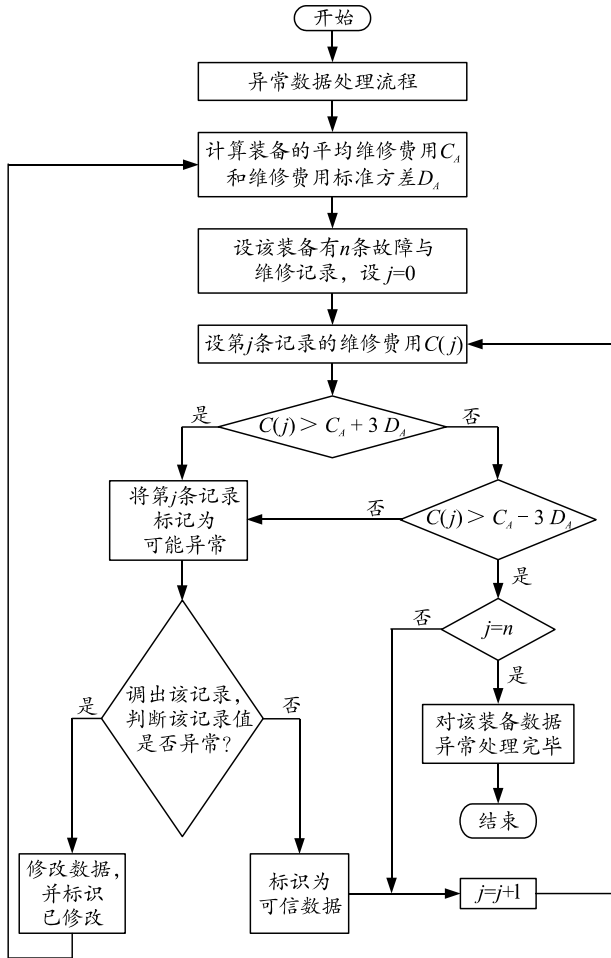 开始
异常数据处理流程
计算装备的平均维修费用C_A
和维修费用标准方差D_A
设该装备有n条故障与
维修记录，设j=0
设第j条记录的维修费用C(j)
C(j) > C_A + 3 D_A
是
否
将第j条记录
标记为
可能异常
C(j) > C_A − 3 D_A
否
是
j=n
否
是
调出该记录，
判断该记录值
是否异常？
是
否
对该装备数据
异常处理完毕
结束
修改数据，
并标识
已修改
标识为
可信数据
j=j+1